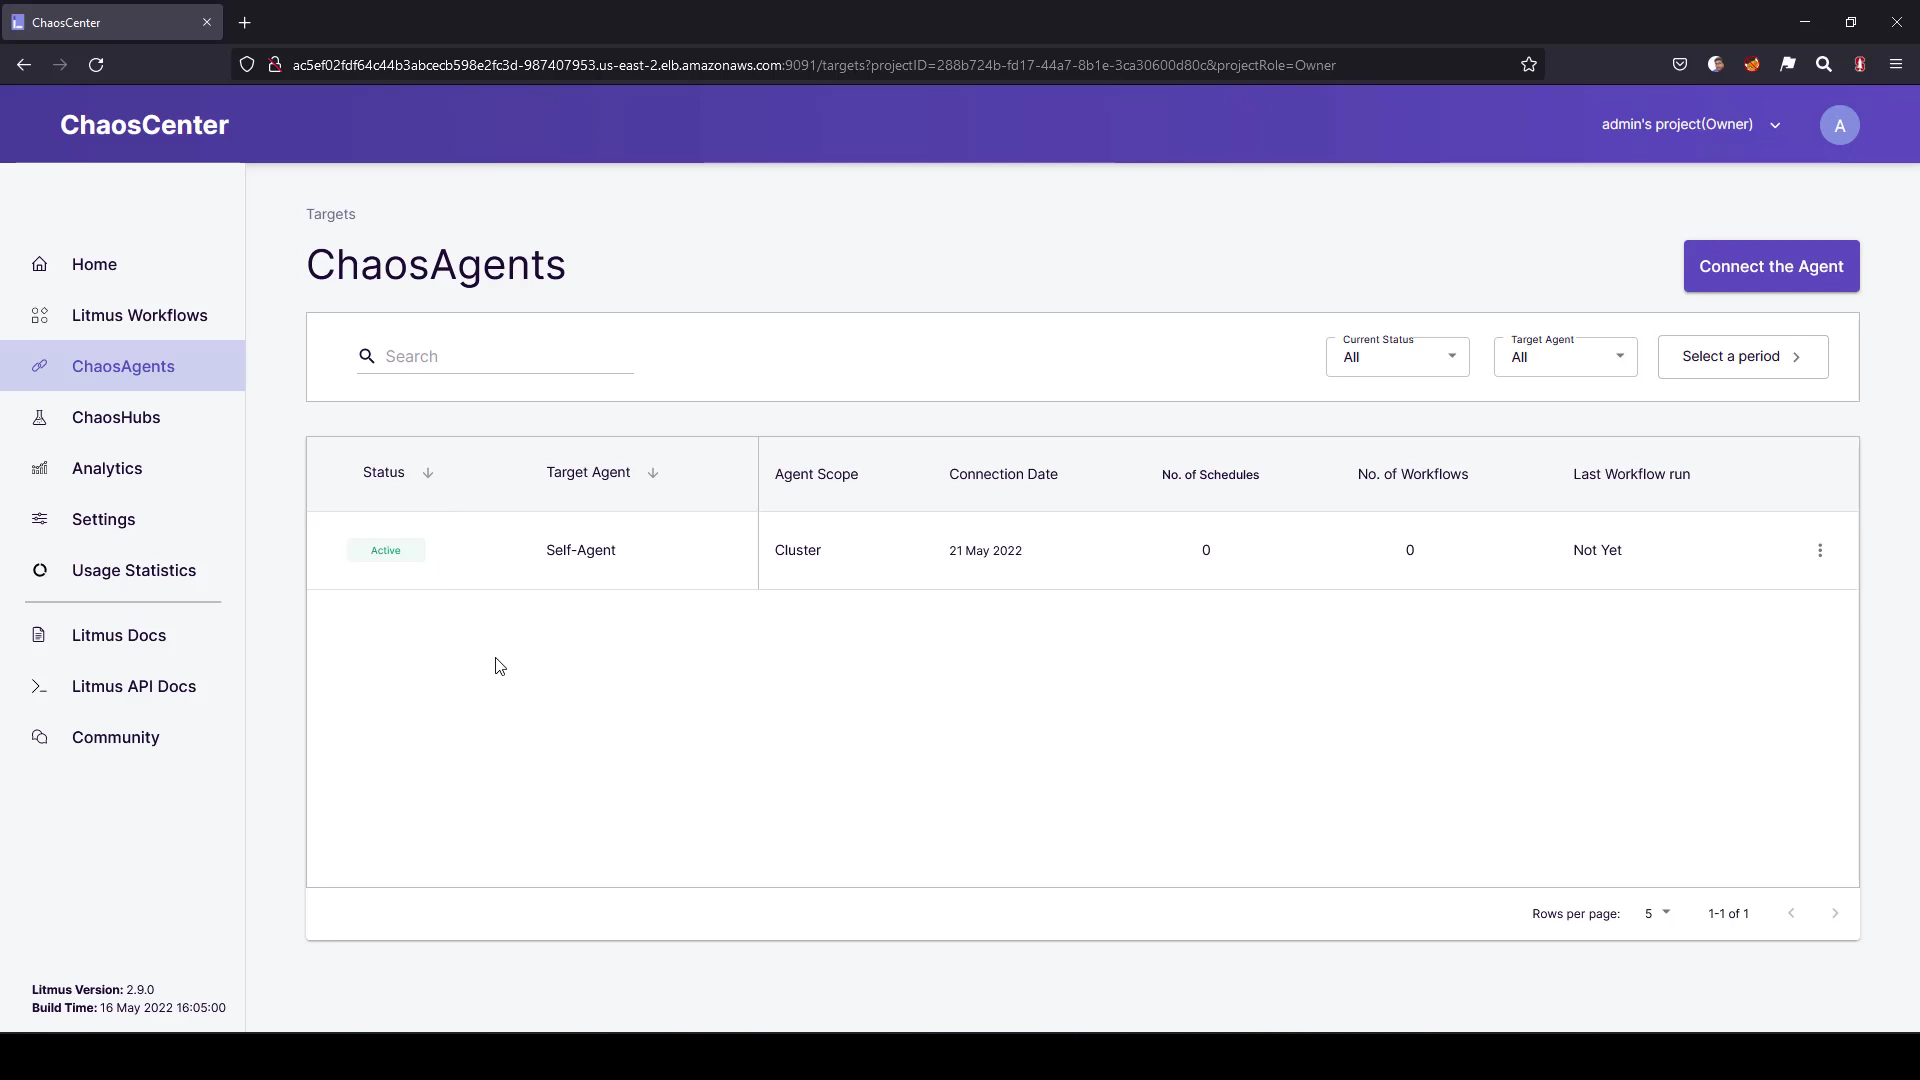 ChaosCenter
ac5ef02fdf64c44b3abcecb598e2fc3d-987407953.us-east-2.elb.amazonaws.com:9091/targets?projectID=288b724b-fd17-44a7-8b1e-3ca30600d80c&projectRole=Owner
ChaosCenter
admin's project(Owner)
A
Home
Litmus Workflows
ChaosAgents
ChaosHubs
Analytics
Settings
Usage Statistics
Litmus Docs
Litmus API Docs
Community
Litmus Version: 2.9.0
Build Time: 16 May 2022 16:05:00
Targets
ChaosAgents
Connect the Agent
Search
Current Status
All
Target Agent
All
Select a period
Status Target Agent Agent Scope Connection Date No. of Schedules No. of Workflows Last Workflow run
Active Self-Agent Cluster 21 May 2022 0 0 Not Yet
Rows per page: 5 1-1 of 1